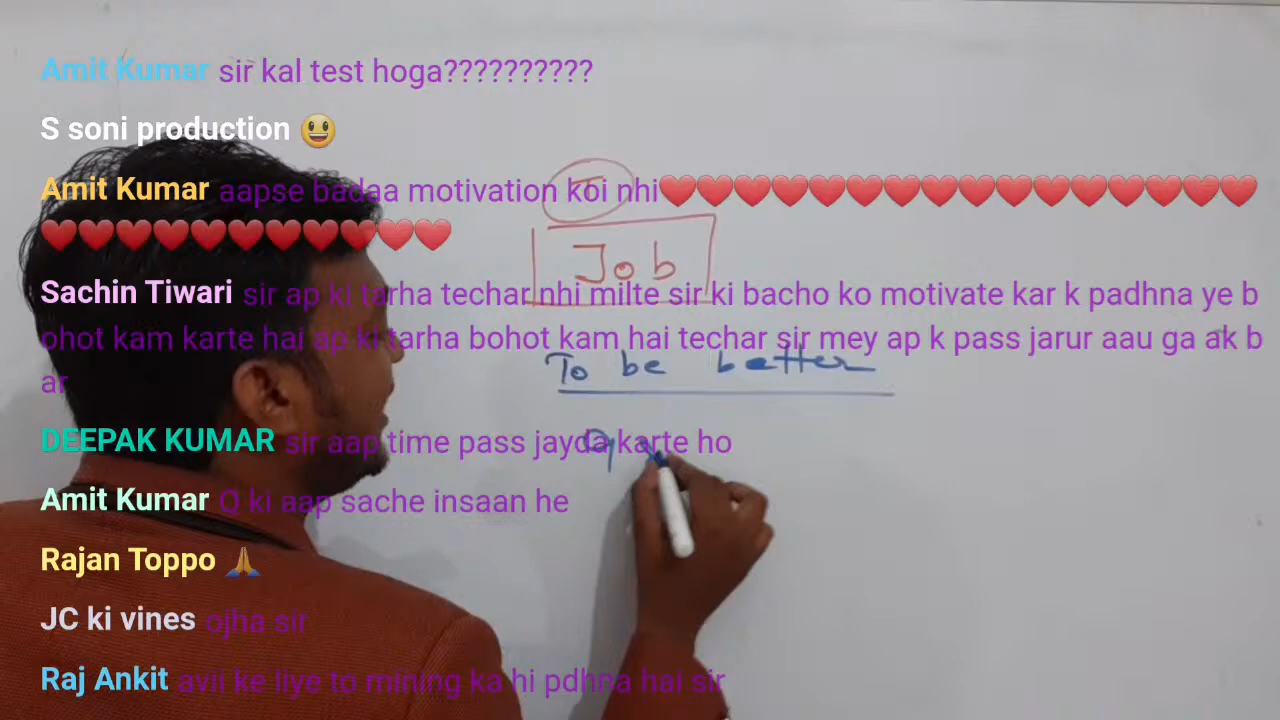 Amit Kumar sir kal test hoga??????????
S soni production 😃
Amit Kumar aapse badaa motivation koi nhi❤️❤️❤️❤️❤️❤️❤️❤️❤️❤️❤️❤️❤️❤️❤️❤️
❤️❤️❤️❤️❤️❤️❤️❤️❤️❤️❤️
Job
Sachin Tiwari sir ap ki tarha techar nhi milte sir ki bacho ko motivate kar k padhna ye b
ohot kam karte hai ap ki tarha bohot kam hai techar sir mey ap k pass jarur aau ga ak b
ar
To be better
DEEPAK KUMAR sir aap time pass jayda karte ho
Amit Kumar O ki aap sache insaan he
Rajan Toppo 🙏
JC ki vines ojha sir
Raj Ankit avii ke liye to mining ka hi pdhna hai sir